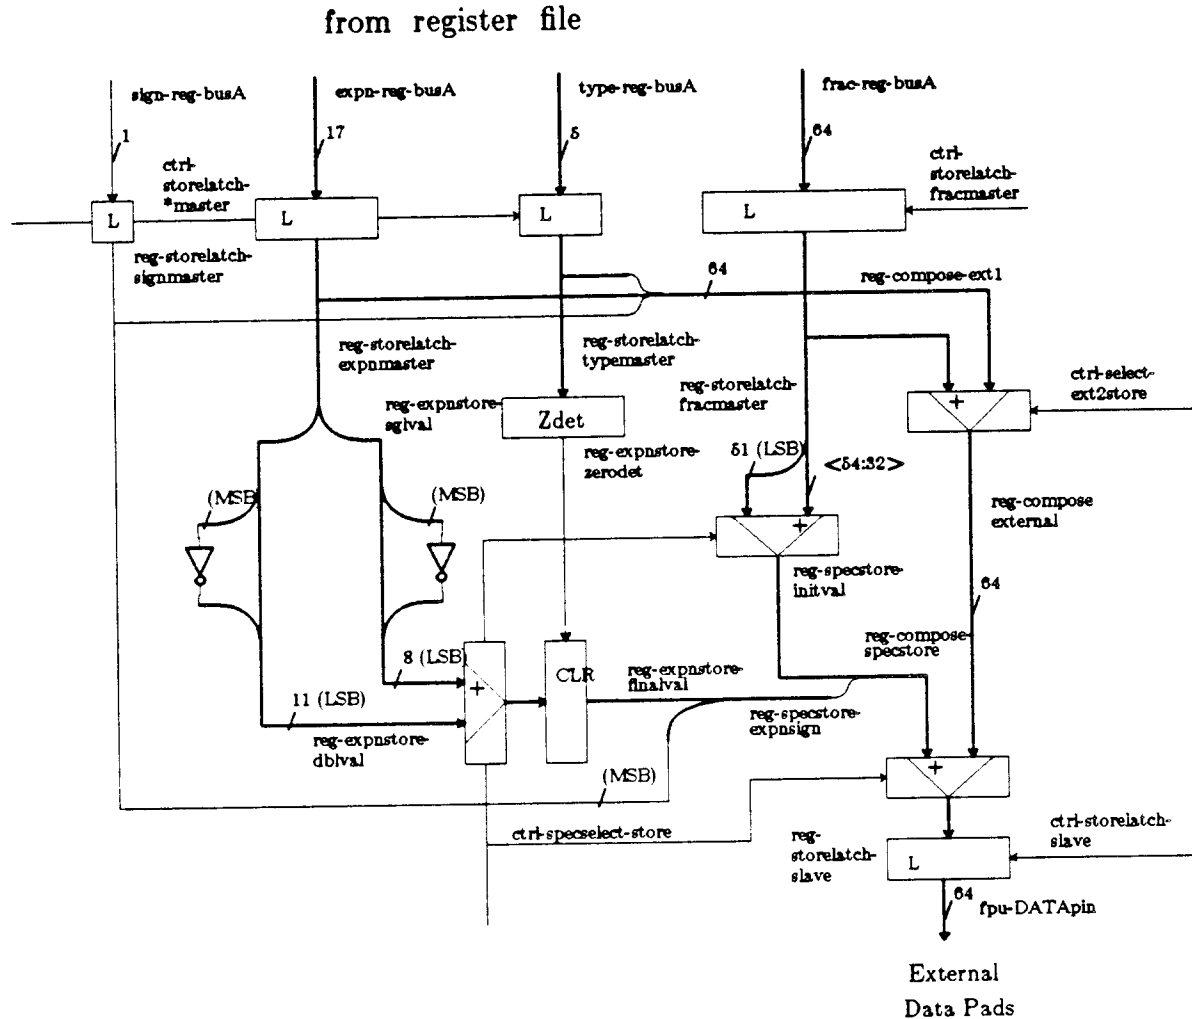 from register file
sign-reg-busA
expn-reg-busA
type-reg-busA
frac-reg-busA
1
17
5
64
ctrl-
storelatch-
*master
ctrl-
storelatch-
fracmaster
L
L
L
L
reg-storelatch-
signmaster
64
reg-compose-ext1
reg-storelatch-
expnmaster
reg-storelatch-
typemaster
reg-storelatch-
fracmaster
ctrl-select-
ext2store
+
reg-expnstore-
sglval
Zdet
reg-expnstore-
zerodet
51 (LSB)
<54:32>
(MSB)
(MSB)
reg-compose
external
+
reg-specstore-
initval
64
reg-compose-
specstore
8 (LSB)
+
CLR
reg-expnstore-
finalval
11 (LSB)
reg-expnstore-
dblval
reg-specstore-
expnsign
(MSB)
+
ctrl-specselect-store
reg-
storelatch-
slave
L
ctrl-storelatch-
slave
64
fpu-DATApin
External
Data Pads